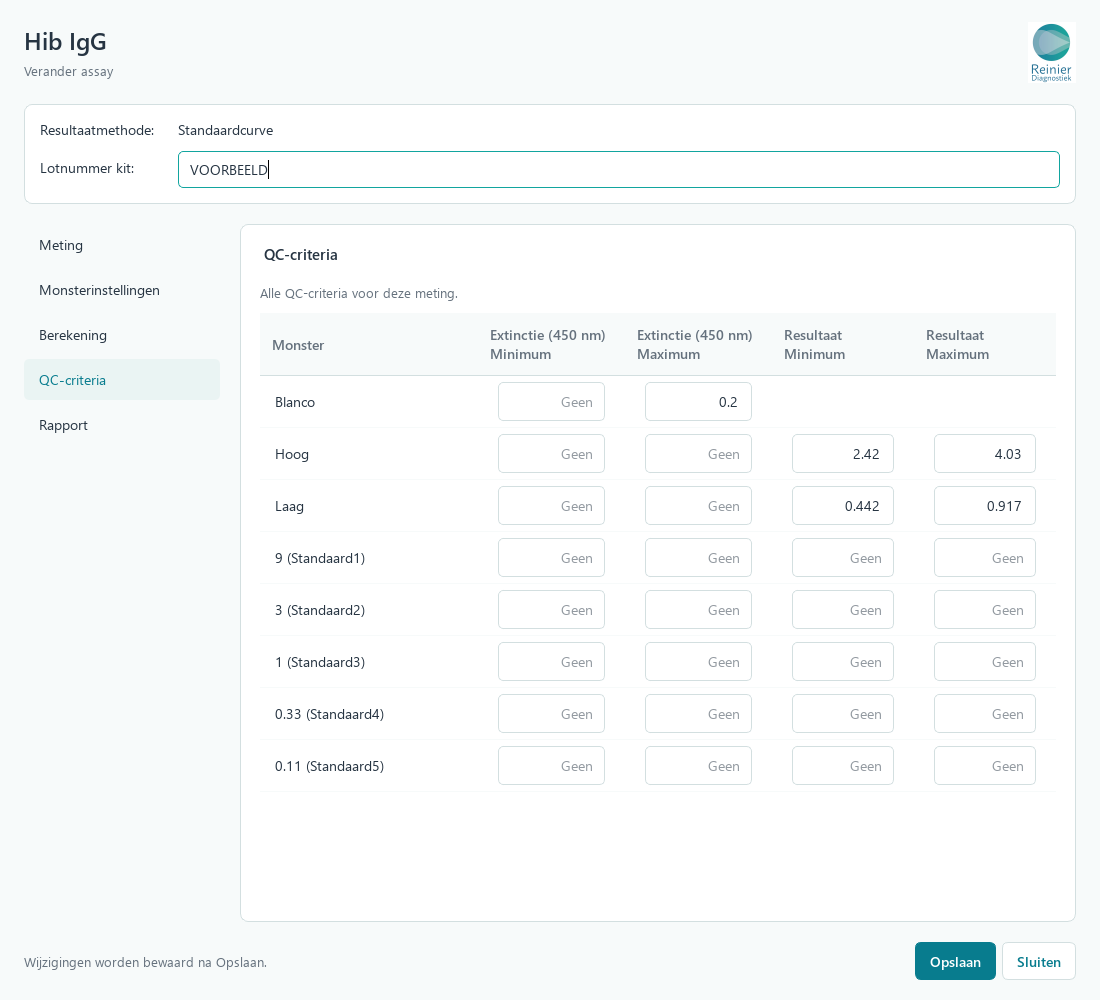 Hib IgG
Verander assay
Reinier
Diagnostiek
Resultaatmethode: Standaardcurve
Lotnummer kit: VOORBEELD
Meting
Monsterinstellingen
Berekening
QC-criteria
Rapport
QC-criteria
Alle QC-criteria voor deze meting.
Monster Extinctie (450 nm) Minimum Extinctie (450 nm) Maximum Resultaat Minimum Resultaat Maximum
Blanco Geen 0.2
Hoog Geen Geen 2.42 4.03
Laag Geen Geen 0.442 0.917
9 (Standaard1) Geen Geen Geen Geen
3 (Standaard2) Geen Geen Geen Geen
1 (Standaard3) Geen Geen Geen Geen
0.33 (Standaard4) Geen Geen Geen Geen
0.11 (Standaard5) Geen Geen Geen Geen
Wijzigingen worden bewaard na Opslaan.
Opslaan Sluiten